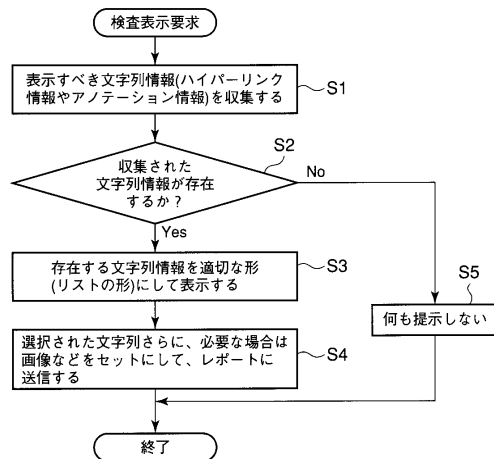 検査表示要求
表示すべき文字列情報(ハイパーリンク
情報やアノテーション情報)を収集する
S1
S2
収集された
文字列情報が存在
するか？
No
Yes
存在する文字列情報を適切な形
(リストの形)にして表示する
S3
S5
何も提示しない
選択された文字列さらに、必要な場合は
画像などをセットにして、レポートに
送信する
S4
終了